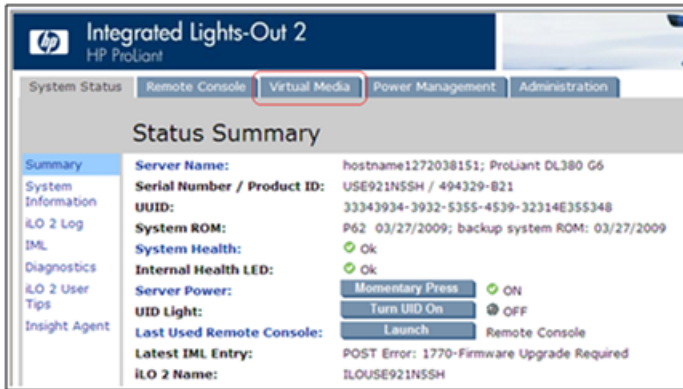 hp Integrated Lights-Out 2
HP ProLiant
System Status Remote Console Virtual Media Power Management Administration
Status Summary
Summary
System Information
iLO 2 Log
IML
Diagnostics
iLO 2 User Tips
Insight Agent
Server Name: hostname1272038151; ProLiant DL380 G6
Serial Number / Product ID: USE921N5SH / 494329-B21
UUID: 33343934-3932-5355-4539-32314E355348
System ROM: P62 03/27/2009; backup system ROM: 03/27/2009
System Health: Ok
Internal Health LED: Ok
Server Power: Momentary Press ON
UID Light: Turn UID On OFF
Last Used Remote Console: Launch Remote Console
Latest IML Entry: POST Error: 1770-Firmware Upgrade Required
iLO 2 Name: ILOUSE921N5SH